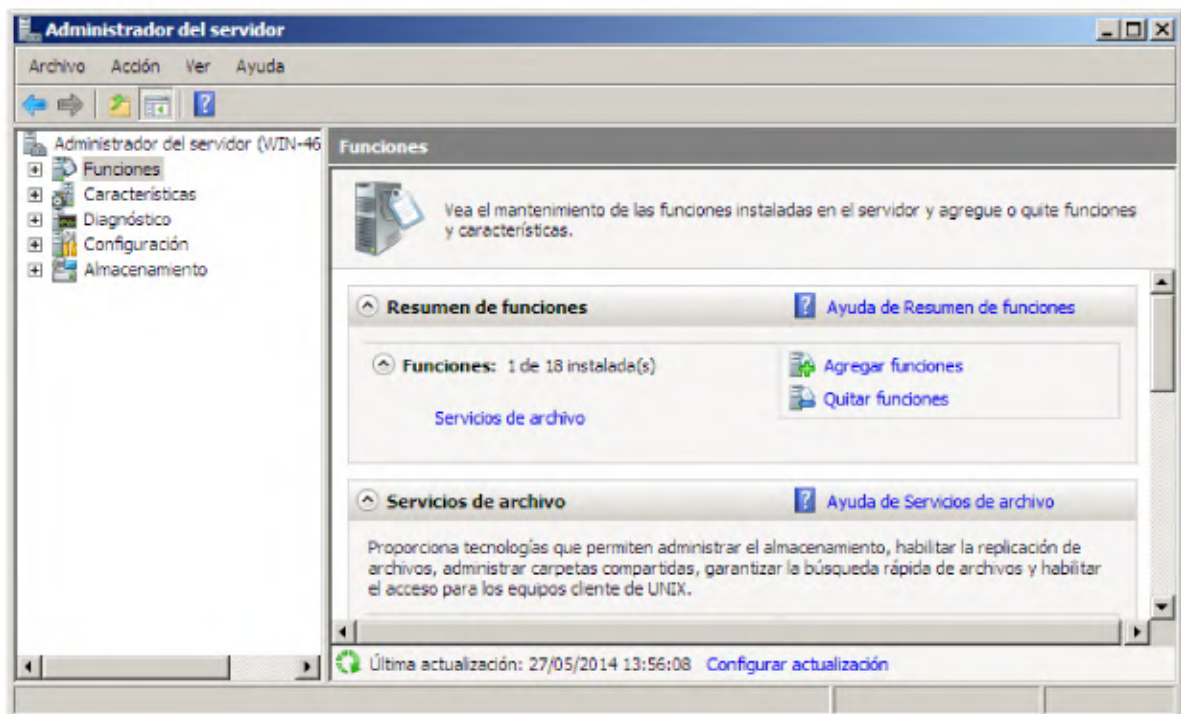 Administrador del servidor
Archivo Acción Ver Ayuda
Administrador del servidor (WIN-46
Funciones
Características
Diagnóstico
Configuración
Almacenamiento
Funciones
Vea el mantenimiento de las funciones instaladas en el servidor y agregue o quite funciones
y características.
Resumen de funciones
Ayuda de Resumen de funciones
Funciones: 1 de 18 instalada(s)
Agregar funciones
Quitar funciones
Servicios de archivo
Servicios de archivo
Ayuda de Servicios de archivo
Proporciona tecnologías que permiten administrar el almacenamiento, habilitar la replicación de
archivos, administrar carpetas compartidas, garantizar la búsqueda rápida de archivos y habilitar
el acceso para los equipos cliente de UNIX.
Última actualización: 27/05/2014 13:56:08 Configurar actualización